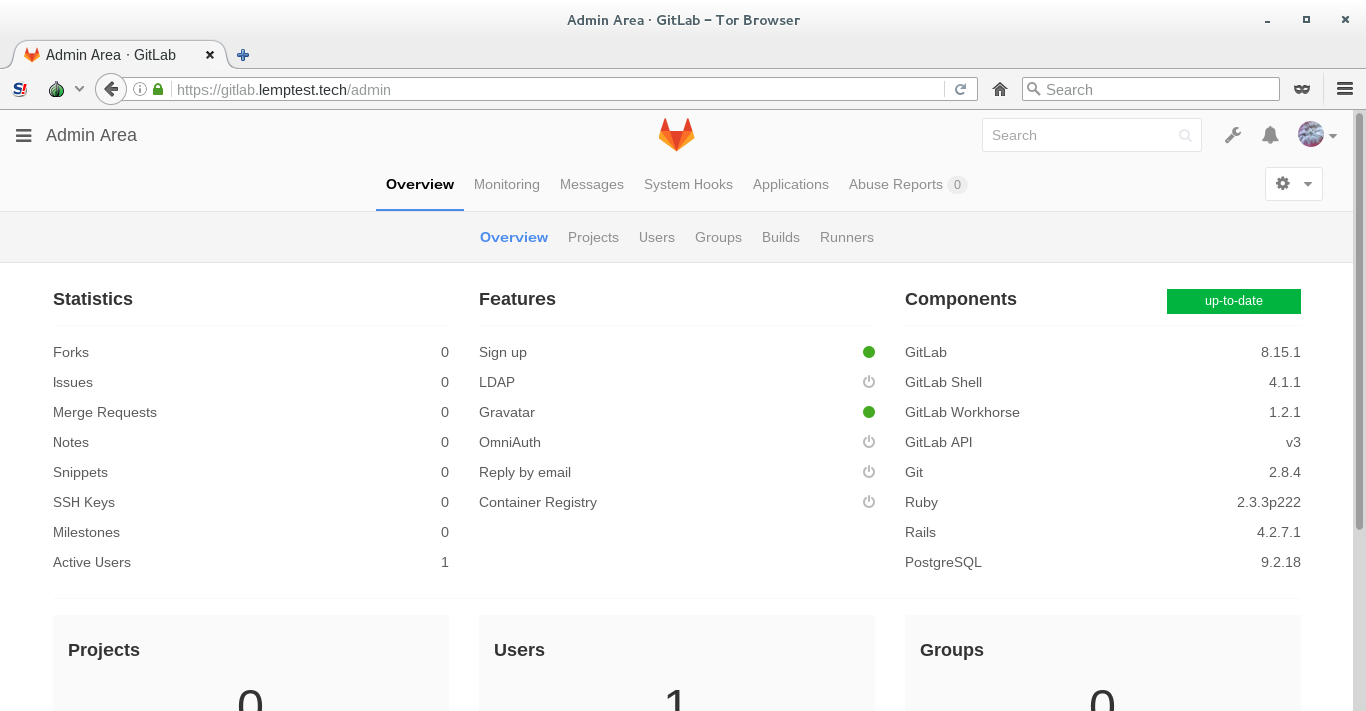 Admin Area · GitLab – Tor Browser
Admin Area · GitLab
S!
https://gitlab.lemptest.tech/admin
Search
Admin Area
Search
Overview Monitoring Messages System Hooks Applications Abuse Reports 0
Overview Projects Users Groups Builds Runners
Statistics
Forks 0
Issues 0
Merge Requests 0
Notes 0
Snippets 0
SSH Keys 0
Milestones 0
Active Users 1
Features
Sign up
LDAP
Gravatar
OmniAuth
Reply by email
Container Registry
Components up-to-date
GitLab 8.15.1
GitLab Shell 4.1.1
GitLab Workhorse 1.2.1
GitLab API v3
Git 2.8.4
Ruby 2.3.3p222
Rails 4.2.7.1
PostgreSQL 9.2.18
Projects
0
Users
1
Groups
0